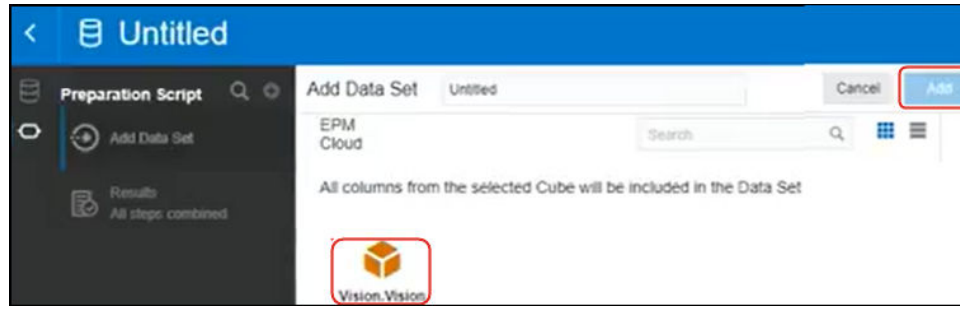 Untitled
Preparation Script
Add Data Set
Results
All steps combined
Add Data Set
Untitled
Cancel
Add
EPM
Cloud
Search
All columns from the selected Cube will be included in the Data Set
Vision.Vision